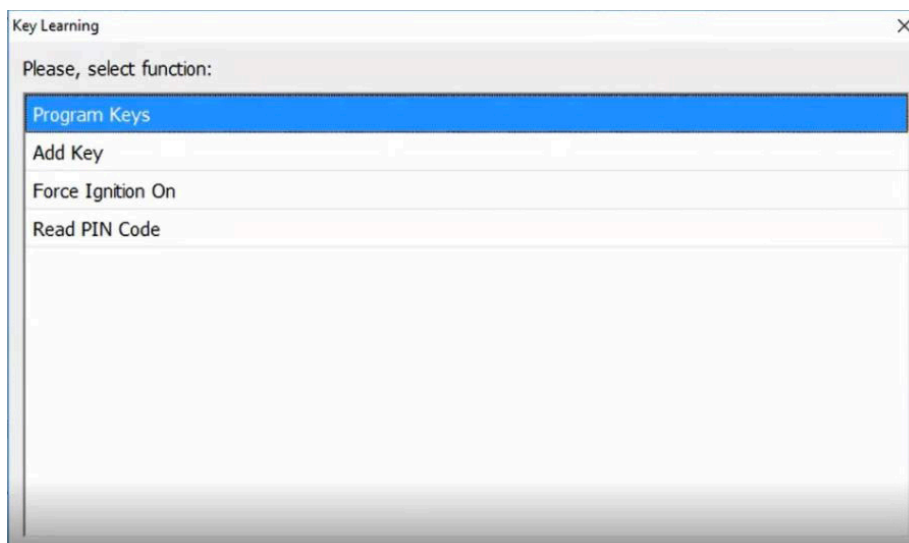 Key Learning
Please, select function:
Program Keys
Add Key
Force Ignition On
Read PIN Code